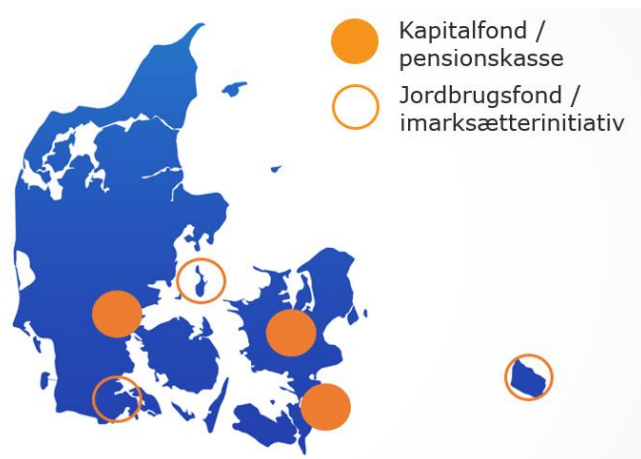 Kapitalfond /
pensionskasse
Jordbrugsfond /
imarksætterinitiativ